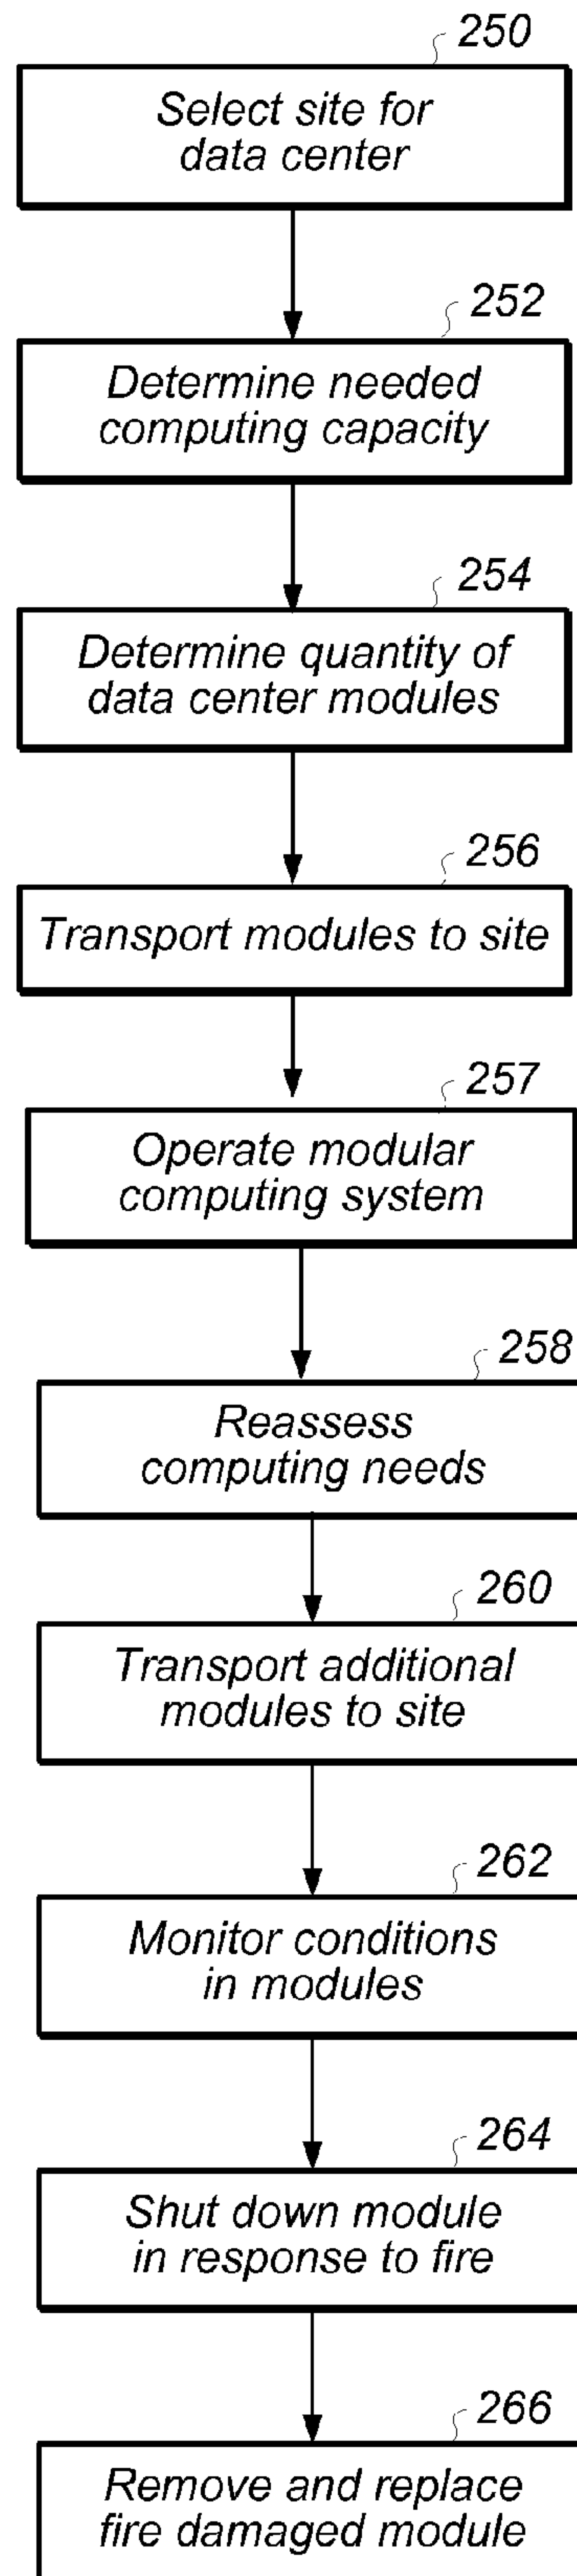 250
Select site for
data center
252
Determine needed
computing capacity
254
Determine quantity of
data center modules
256
Transport modules to site
257
Operate modular
computing system
258
Reassess
computing needs
260
Transport additional
modules to site
262
Monitor conditions
in modules
264
Shut down module
in response to fire
266
Remove and replace
fire damaged module